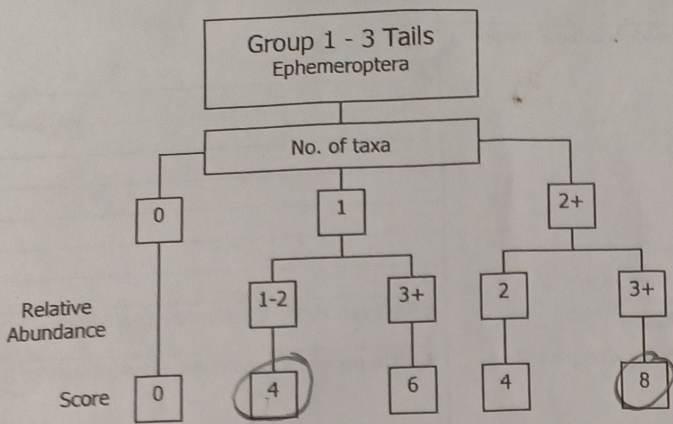 Group 1 - 3 Tails
Ephemeroptera
No. of taxa
0
1
2+
Relative
Abundance
1-2
3+
2
3+
Score
0
4
6
4
8